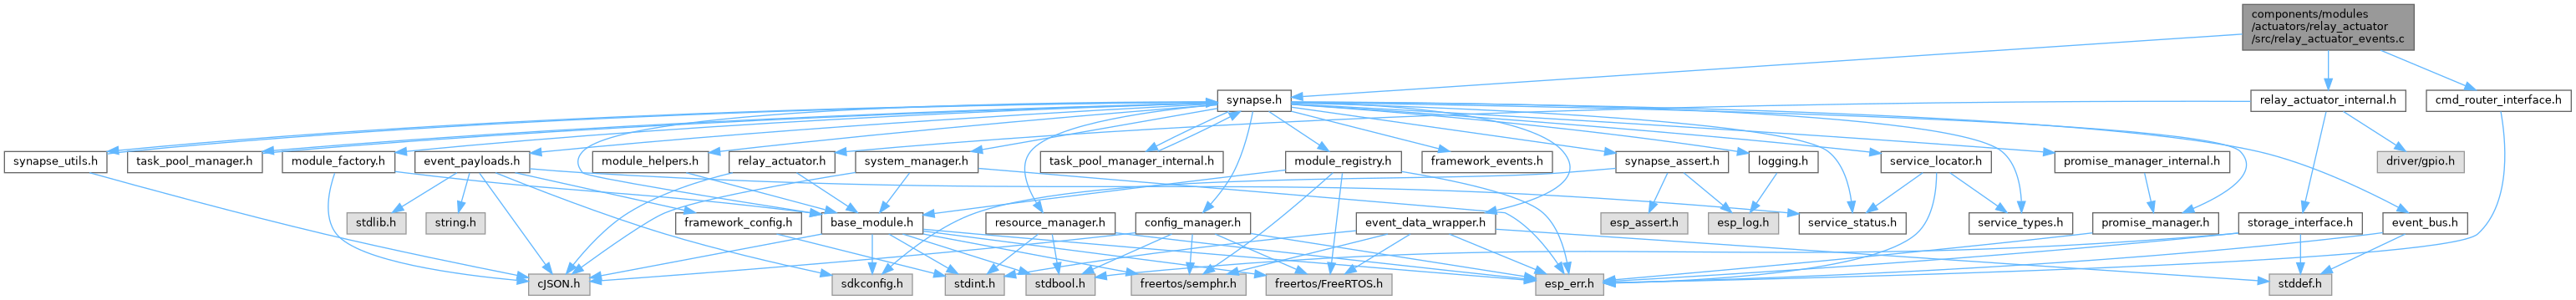 components/modules
/actuators/relay_actuator
/src/relay_actuator_events.c
synapse.h
relay_actuator_internal.h
cmd_router_interface.h
synapse_utils.h
task_pool_manager.h
module_factory.h
event_payloads.h
module_helpers.h
relay_actuator.h
system_manager.h
task_pool_manager_internal.h
module_registry.h
framework_events.h
synapse_assert.h
logging.h
service_locator.h
promise_manager_internal.h
driver/gpio.h
stdlib.h
string.h
framework_config.h
base_module.h
resource_manager.h
config_manager.h
event_data_wrapper.h
esp_assert.h
esp_log.h
service_status.h
service_types.h
promise_manager.h
storage_interface.h
event_bus.h
cJSON.h
sdkconfig.h
stdint.h
stdbool.h
freertos/semphr.h
freertos/FreeRTOS.h
esp_err.h
stddef.h